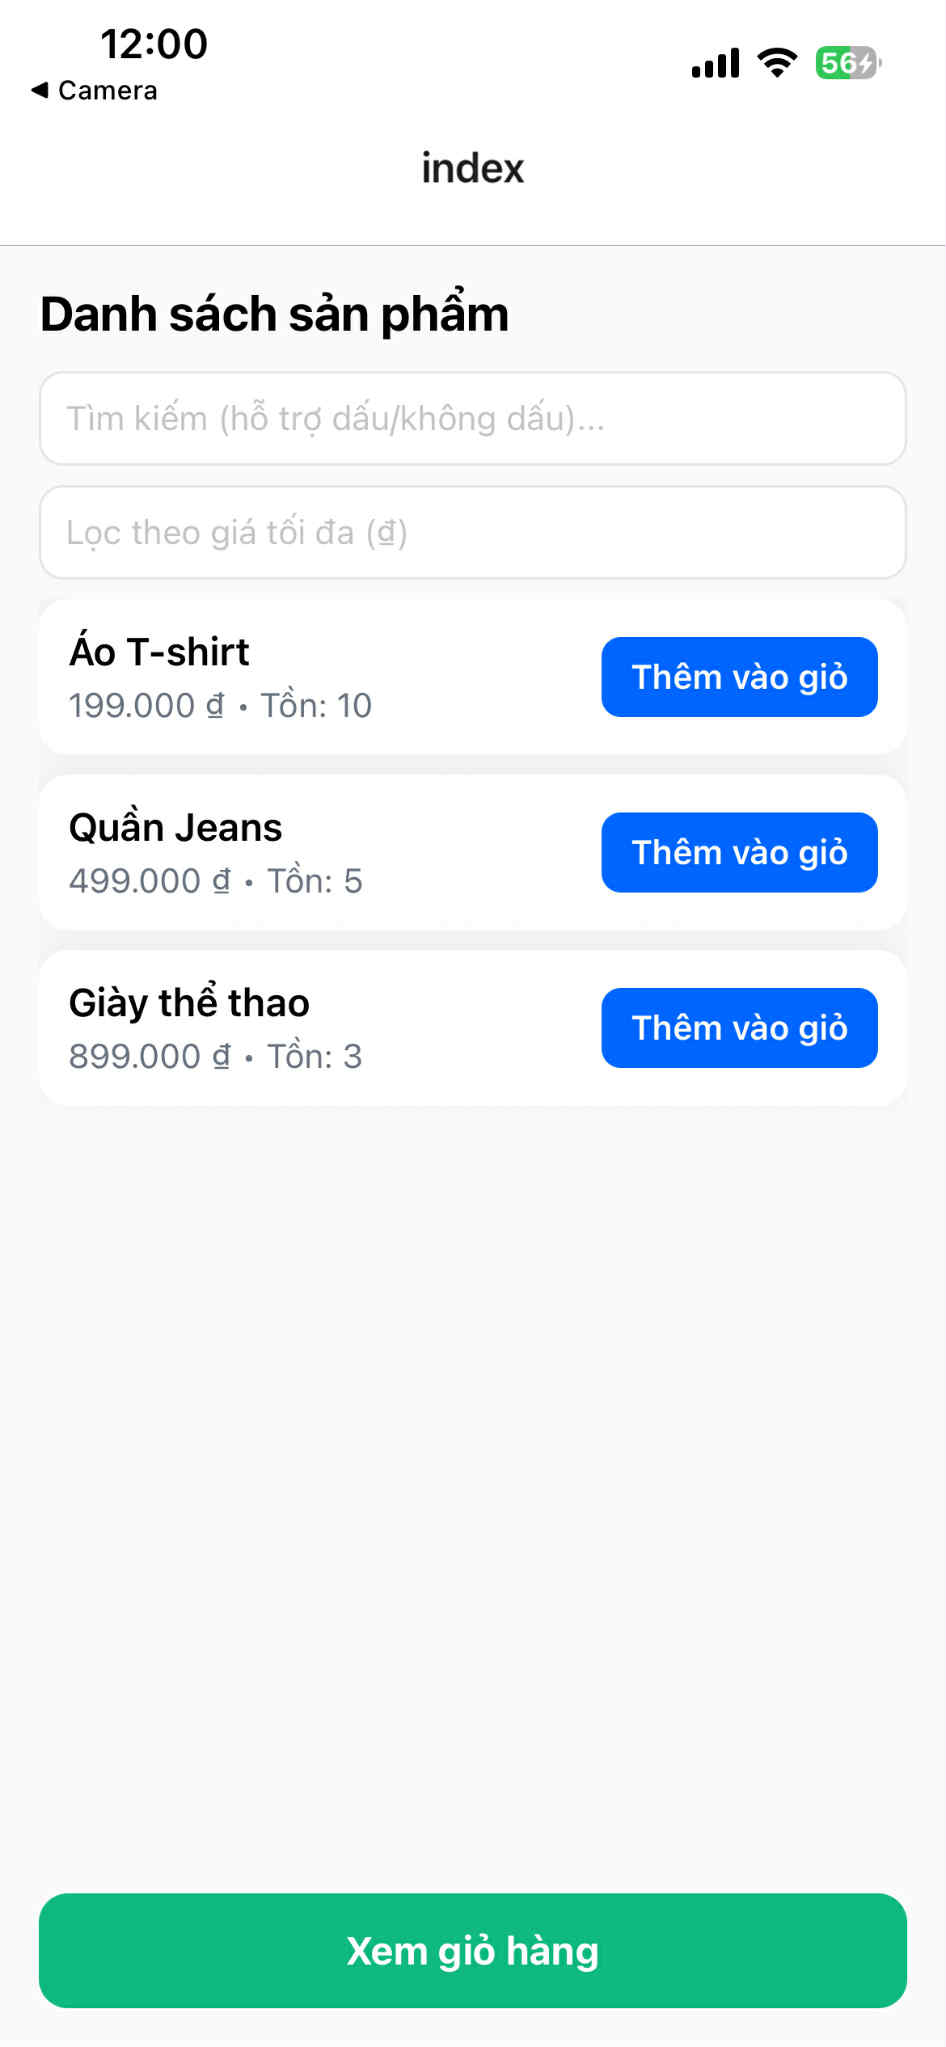 12:00
56
◀ Camera
index
Danh sách sản phẩm
Tìm kiếm (hỗ trợ dấu/không dấu)...
Lọc theo giá tối đa (₫)
Áo T-shirt
199.000 ₫ • Tồn: 10
Thêm vào giỏ
Quần Jeans
499.000 ₫ • Tồn: 5
Thêm vào giỏ
Giày thể thao
899.000 ₫ • Tồn: 3
Thêm vào giỏ
Xem giỏ hàng